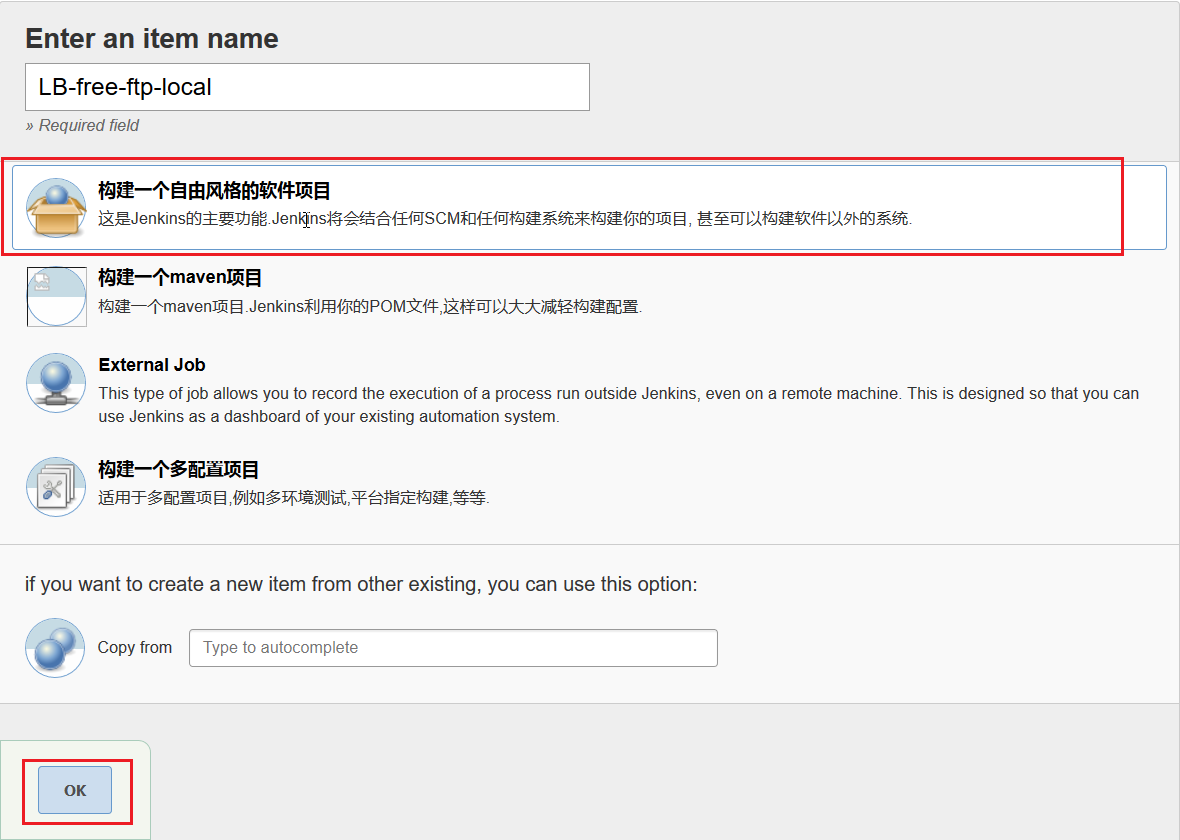 Enter an item name
LB-free-ftp-local
» Required field
构建一个自由风格的软件项目
这是Jenkins的主要功能.Jenkins将会结合任何SCM和任何构建系统来构建你的项目, 甚至可以构建软件以外的系统.
构建一个maven项目
构建一个maven项目.Jenkins利用你的POM文件,这样可以大大减轻构建配置.
External Job
This type of job allows you to record the execution of a process run outside Jenkins, even on a remote machine. This is designed so that you can
use Jenkins as a dashboard of your existing automation system.
构建一个多配置项目
适用于多配置项目,例如多环境测试,平台指定构建,等等.
if you want to create a new item from other existing, you can use this option:
Copy from
Type to autocomplete
OK